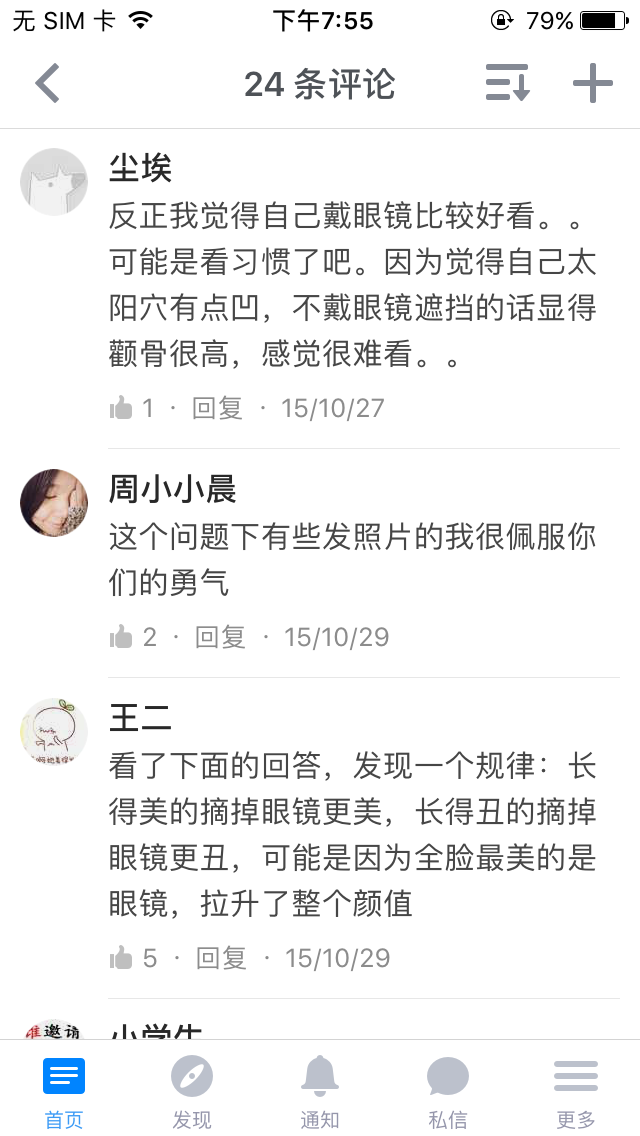 无 SIM 卡 下午7:55 79%
24 条评论
尘埃
反正我觉得自己戴眼镜比较好看。。
可能是看习惯了吧。因为觉得自己太
阳穴有点凹，不戴眼镜遮挡的话显得
颧骨很高，感觉很难看。。
1 · 回复 · 15/10/27
周小小晨
这个问题下有些发照片的我很佩服你
们的勇气
2 · 回复 · 15/10/29
王二
看了下面的回答，发现一个规律：长
得美的摘掉眼镜更美，长得丑的摘掉
眼镜更丑，可能是因为全脸最美的是
眼镜，拉升了整个颜值
5 · 回复 · 15/10/29
小学生
首页 发现 通知 私信 更多